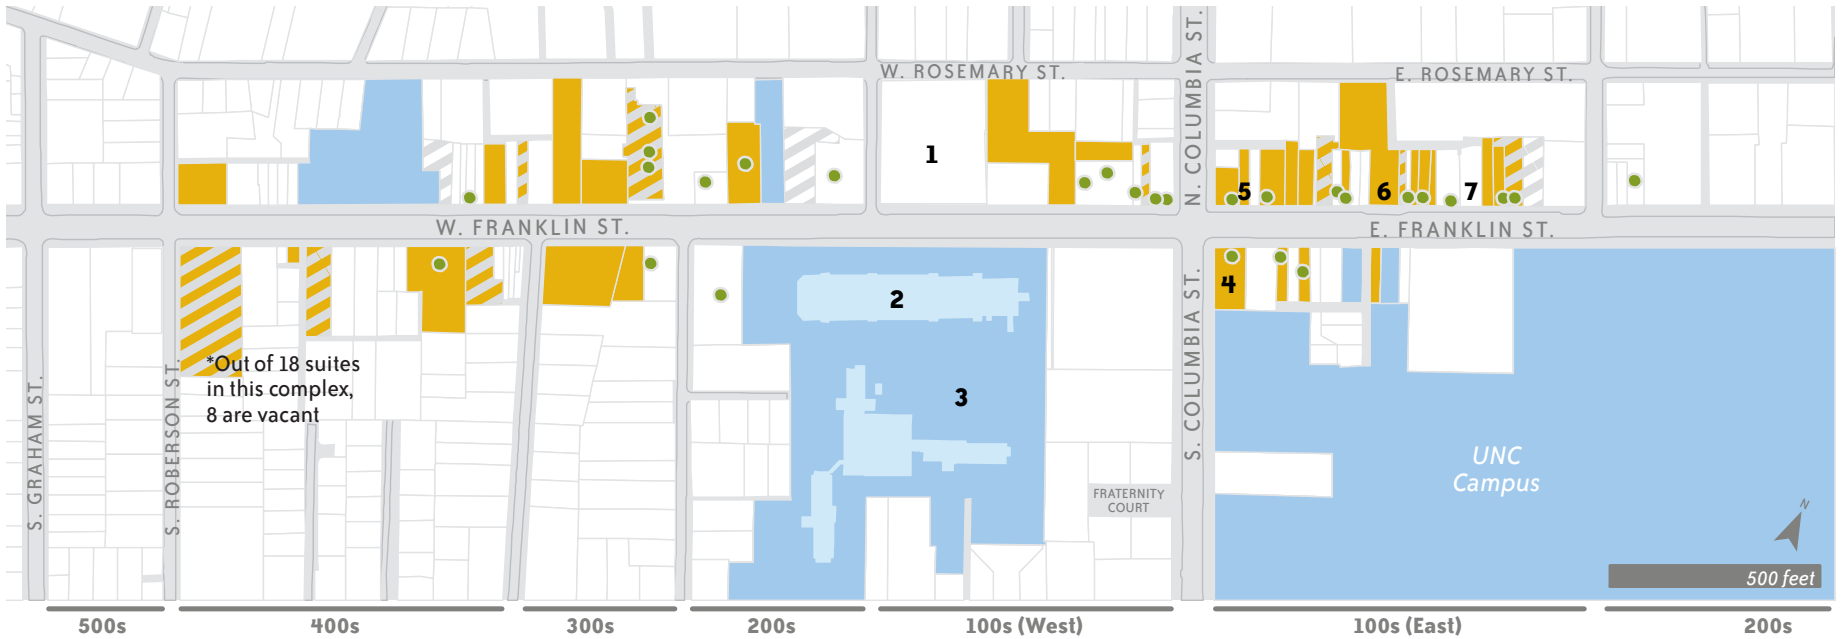 W. ROSEMARY ST.
E. ROSEMARY ST.
N. COLUMBIA ST.
1
5
6
7
W. FRANKLIN ST.
E. FRANKLIN ST.
4
2
3
*Out of 18 suites
in this complex,
8 are vacant
S. GRAHAM ST.
S. ROBERSON ST.
S. COLUMBIA ST.
UNC
Campus
FRATERNITY
COURT
N
500 feet
500s
400s
300s
200s
100s (West)
100s (East)
200s